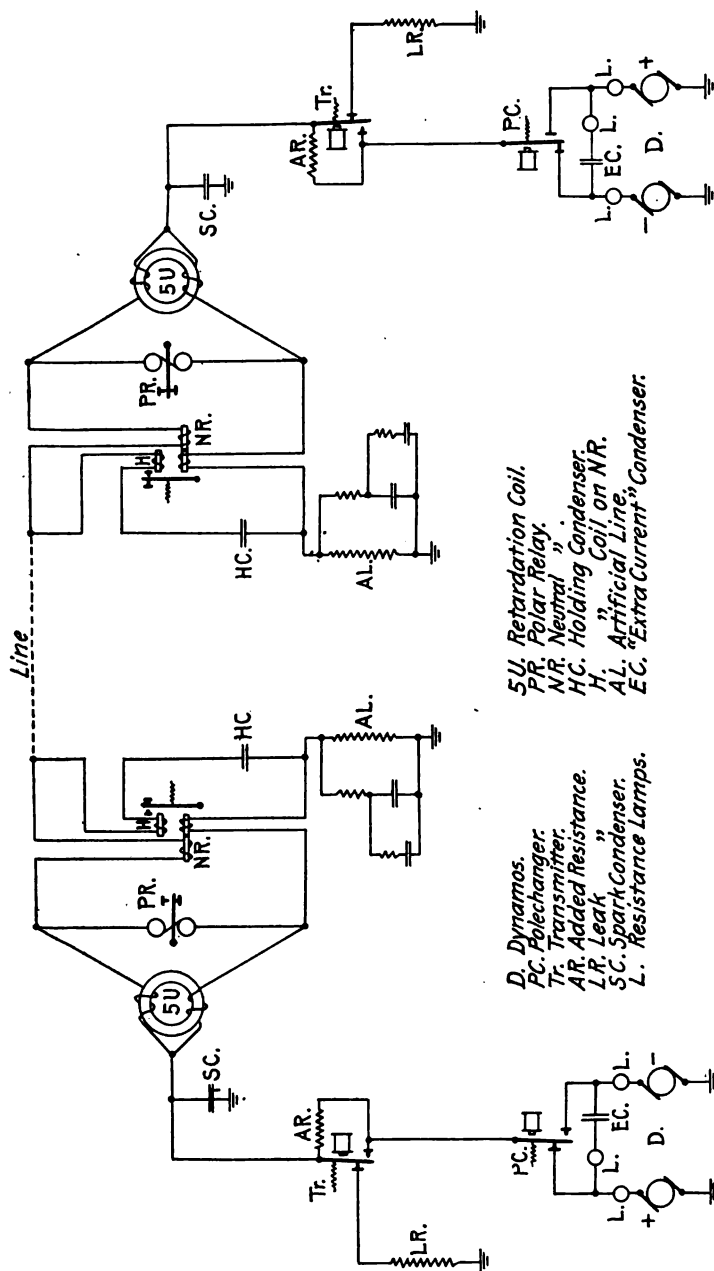 Line
PR.
H
NR.
HC
5U
SC.
AL.
AR.
Tr.
LR.
PC.
L.
L.
EC.
L.
+
D.
-
PR.
H
NR.
HC.
5U
SC.
AL.
AR.
Tr.
LR.
PC.
L.
EC.
L.
L.
-
D.
+
D. Dynamos.
PC. Polechanger.
Tr. Transmitter.
AR. Added Resistance.
LR. Leak "
SC. Spark Condenser.
L. Resistance Lamps.
5U. Retardation Coil.
PR. Polar Relay.
NR. Neutral " .
HC. Holding Condenser.
H. " Coil on NR.
AL. Artificial Line.
EC. "Extra Current" Condenser.